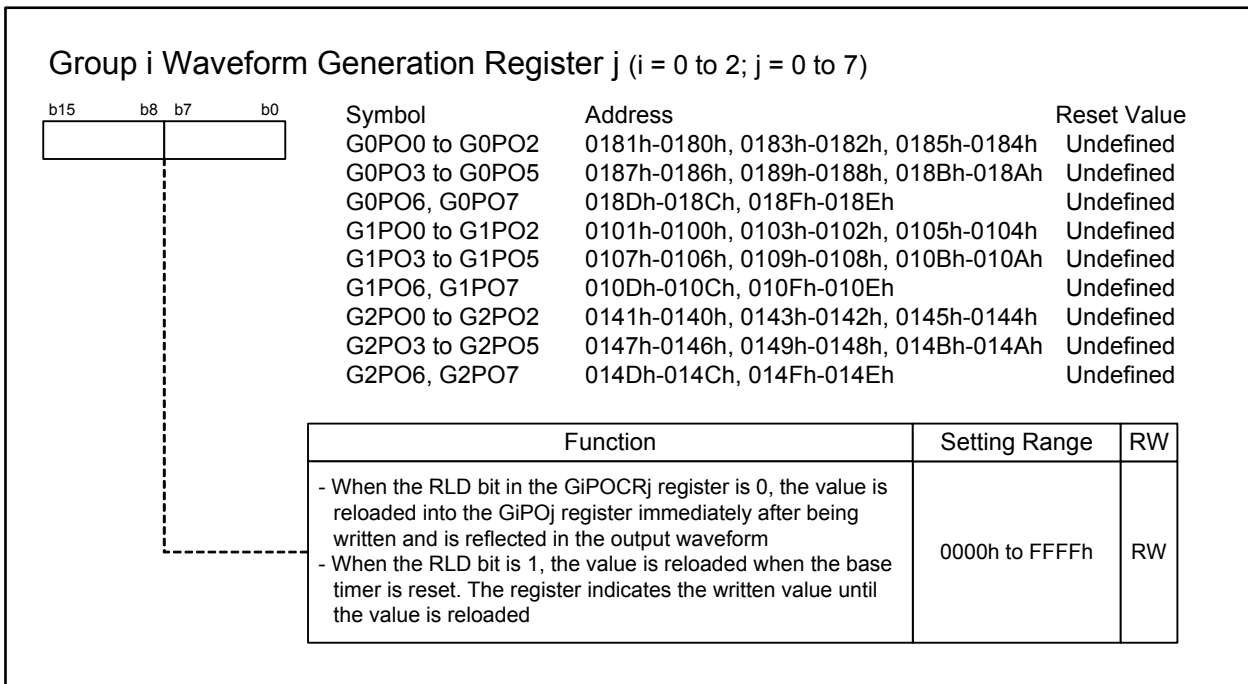 Group i Waveform Generation Register j (i = 0 to 2; j = 0 to 7)
b15 b8 b7 b0
Symbol Address Reset Value
G0PO0 to G0PO2 0181h-0180h, 0183h-0182h, 0185h-0184h Undefined
G0PO3 to G0PO5 0187h-0186h, 0189h-0188h, 018Bh-018Ah Undefined
G0PO6, G0PO7 018Dh-018Ch, 018Fh-018Eh Undefined
G1PO0 to G1PO2 0101h-0100h, 0103h-0102h, 0105h-0104h Undefined
G1PO3 to G1PO5 0107h-0106h, 0109h-0108h, 010Bh-010Ah Undefined
G1PO6, G1PO7 010Dh-010Ch, 010Fh-010Eh Undefined
G2PO0 to G2PO2 0141h-0140h, 0143h-0142h, 0145h-0144h Undefined
G2PO3 to G2PO5 0147h-0146h, 0149h-0148h, 014Bh-014Ah Undefined
G2PO6, G2PO7 014Dh-014Ch, 014Fh-014Eh Undefined
Function Setting Range RW
- When the RLD bit in the GiPOCRj register is 0, the value is
reloaded into the GiPOj register immediately after being
written and is reflected in the output waveform
- When the RLD bit is 1, the value is reloaded when the base
timer is reset. The register indicates the written value until
the value is reloaded
0000h to FFFFh RW